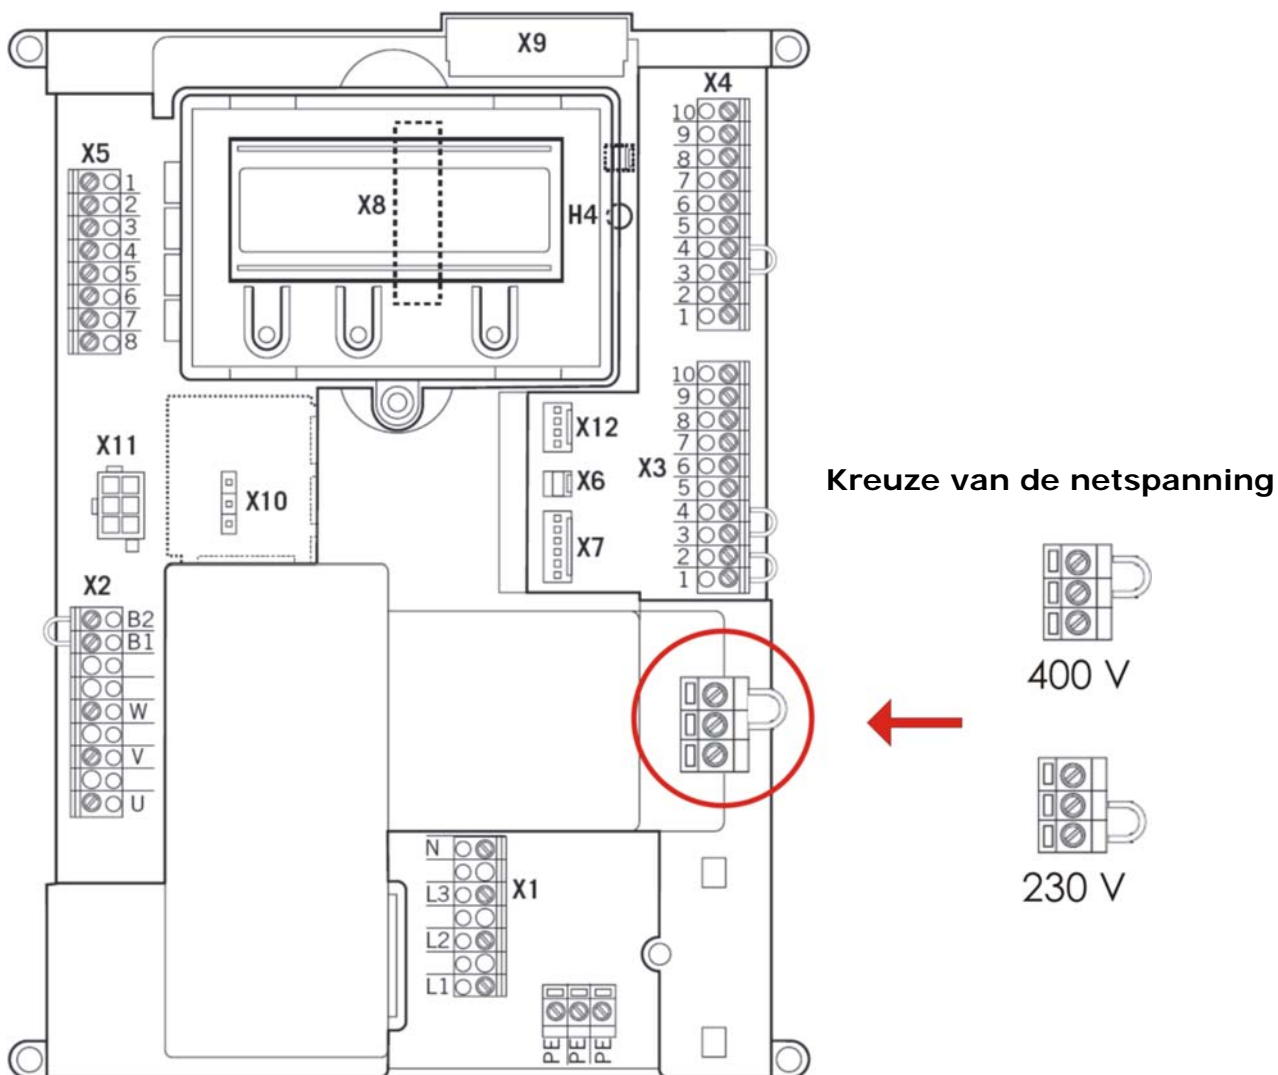 X9
X4
10
9
8
7
6
5
4
3
2
1
X5
1
2
3
4
5
6
7
8
X8
H4
X12
X6
X7
X3
10
9
8
7
6
5
4
3
2
1
X11
X10
Kreuze van de netspanning
400 V
230 V
X2
B2
B1
W
V
U
X1
N
L3
L2
L1
PE
PE
PE